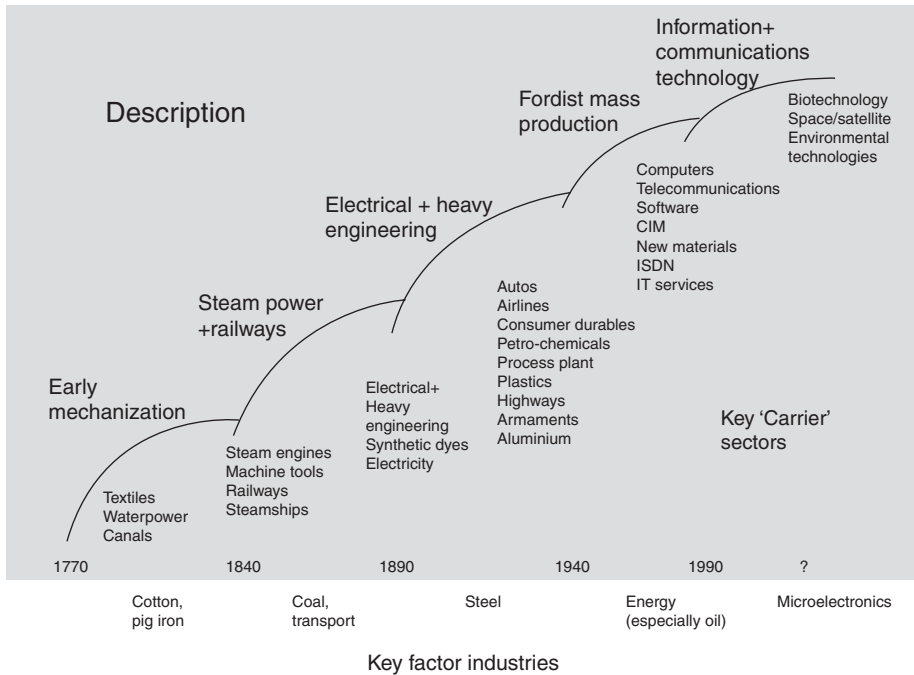 Information+
communications
technology
Description
Fordist mass
production
Biotechnology
Space/satellite
Environmental
technologies
Electrical + heavy
engineering
Computers
Telecommunications
Software
CIM
New materials
ISDN
IT services
Steam power
+railways
Autos
Airlines
Consumer durables
Petro-chemicals
Process plant
Plastics
Highways
Armaments
Aluminium
Early
mechanization
Electrical+
Heavy
engineering
Synthetic dyes
Electricity
Key ‘Carrier’
sectors
Steam engines
Machine tools
Railways
Steamships
Textiles
Waterpower
Canals
1770 1840 1890 1940 1990 ?
Cotton,
pig iron
Coal,
transport
Steel
Energy
(especially oil)
Microelectronics
Key factor industries